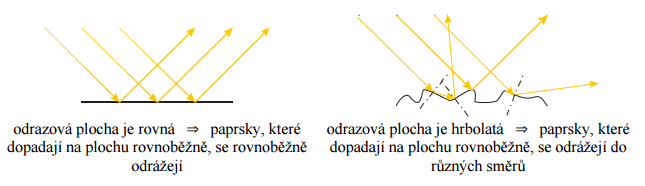 odrazová plocha je rovná ⇒ paprsky, které
dopadají na plochu rovnoběžně, se rovnoběžně
odrážejí
odrazová plocha je hrbolatá ⇒ paprsky, které
dopadají na plochu rovnoběžně, se odrážejí do
různých směrů